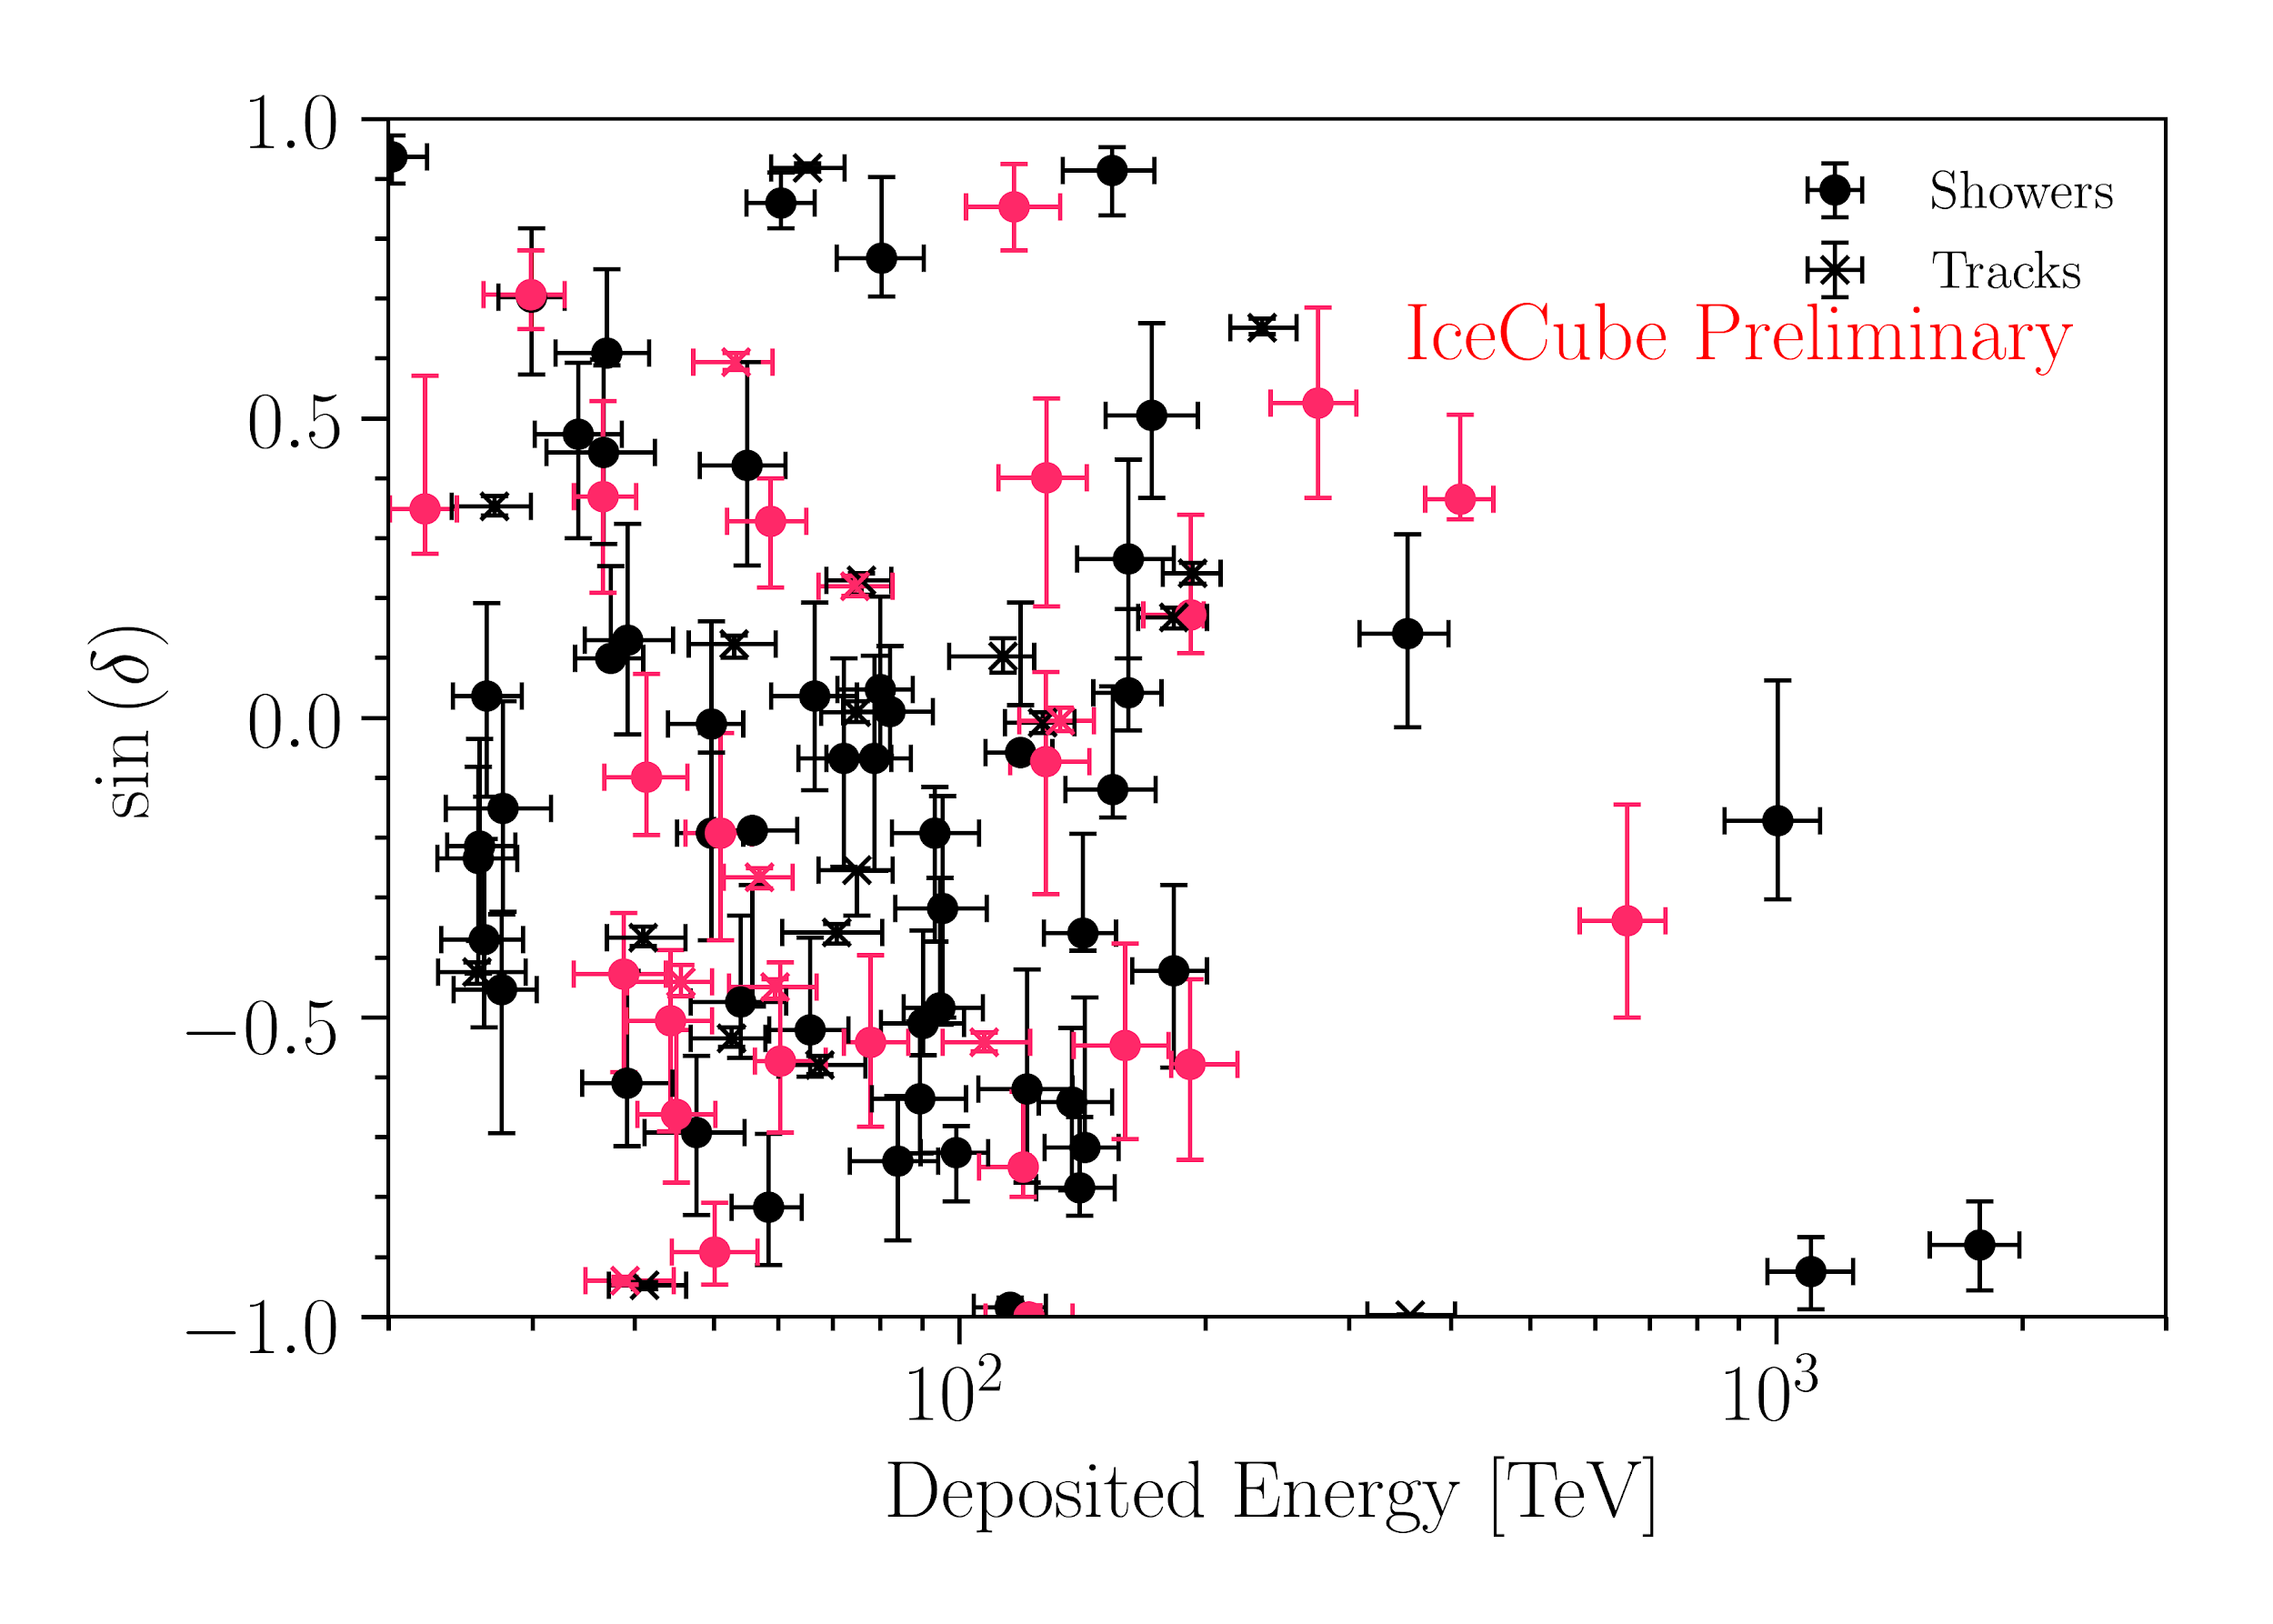 1.0
0.5
0.0
−0.5
−1.0
sin (δ)
Showers
Tracks
IceCube Preliminary
10²
10³
Deposited Energy [TeV]